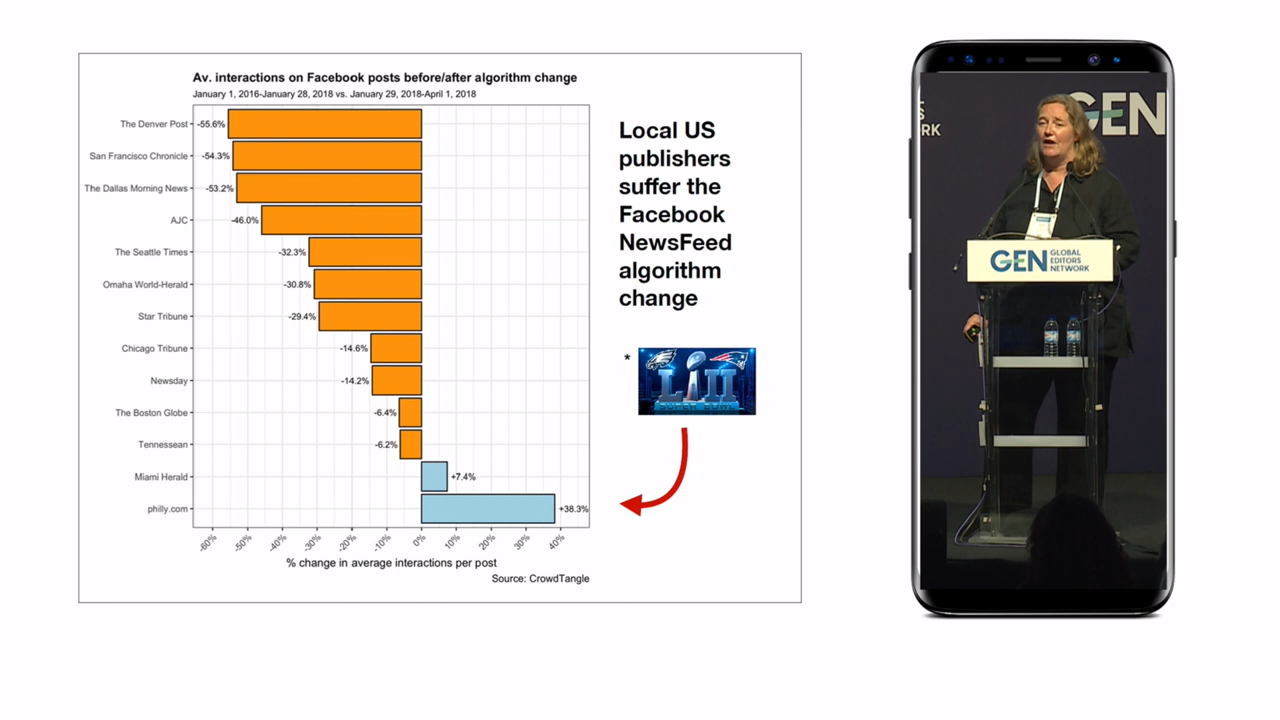 Av. interactions on Facebook posts before/after algorithm change
January 1, 2016-January 28, 2018 vs. January 29, 2018-April 1, 2018
The Denver Post
-55.6%
San Francisco Chronicle
-54.3%
The Dallas Morning News
-53.2%
AJC
-46.0%
The Seattle Times
-32.3%
Omaha World-Herald
-30.8%
Star Tribune
-29.4%
Chicago Tribune
-14.6%
Newsday
-14.2%
The Boston Globe
-6.4%
Tennessean
-6.2%
Miami Herald
+7.4%
philly.com
+38.3%
-60%
-50%
-40%
-30%
-20%
-10%
0%
10%
20%
30%
40%
% change in average interactions per post
Source: CrowdTangle
Local US
publishers
suffer the
Facebook
NewsFeed
algorithm
change
*
LII
SUPER BOWL
GEN
S
RK
GEN
GLOBAL
EDITORS
NETWORK